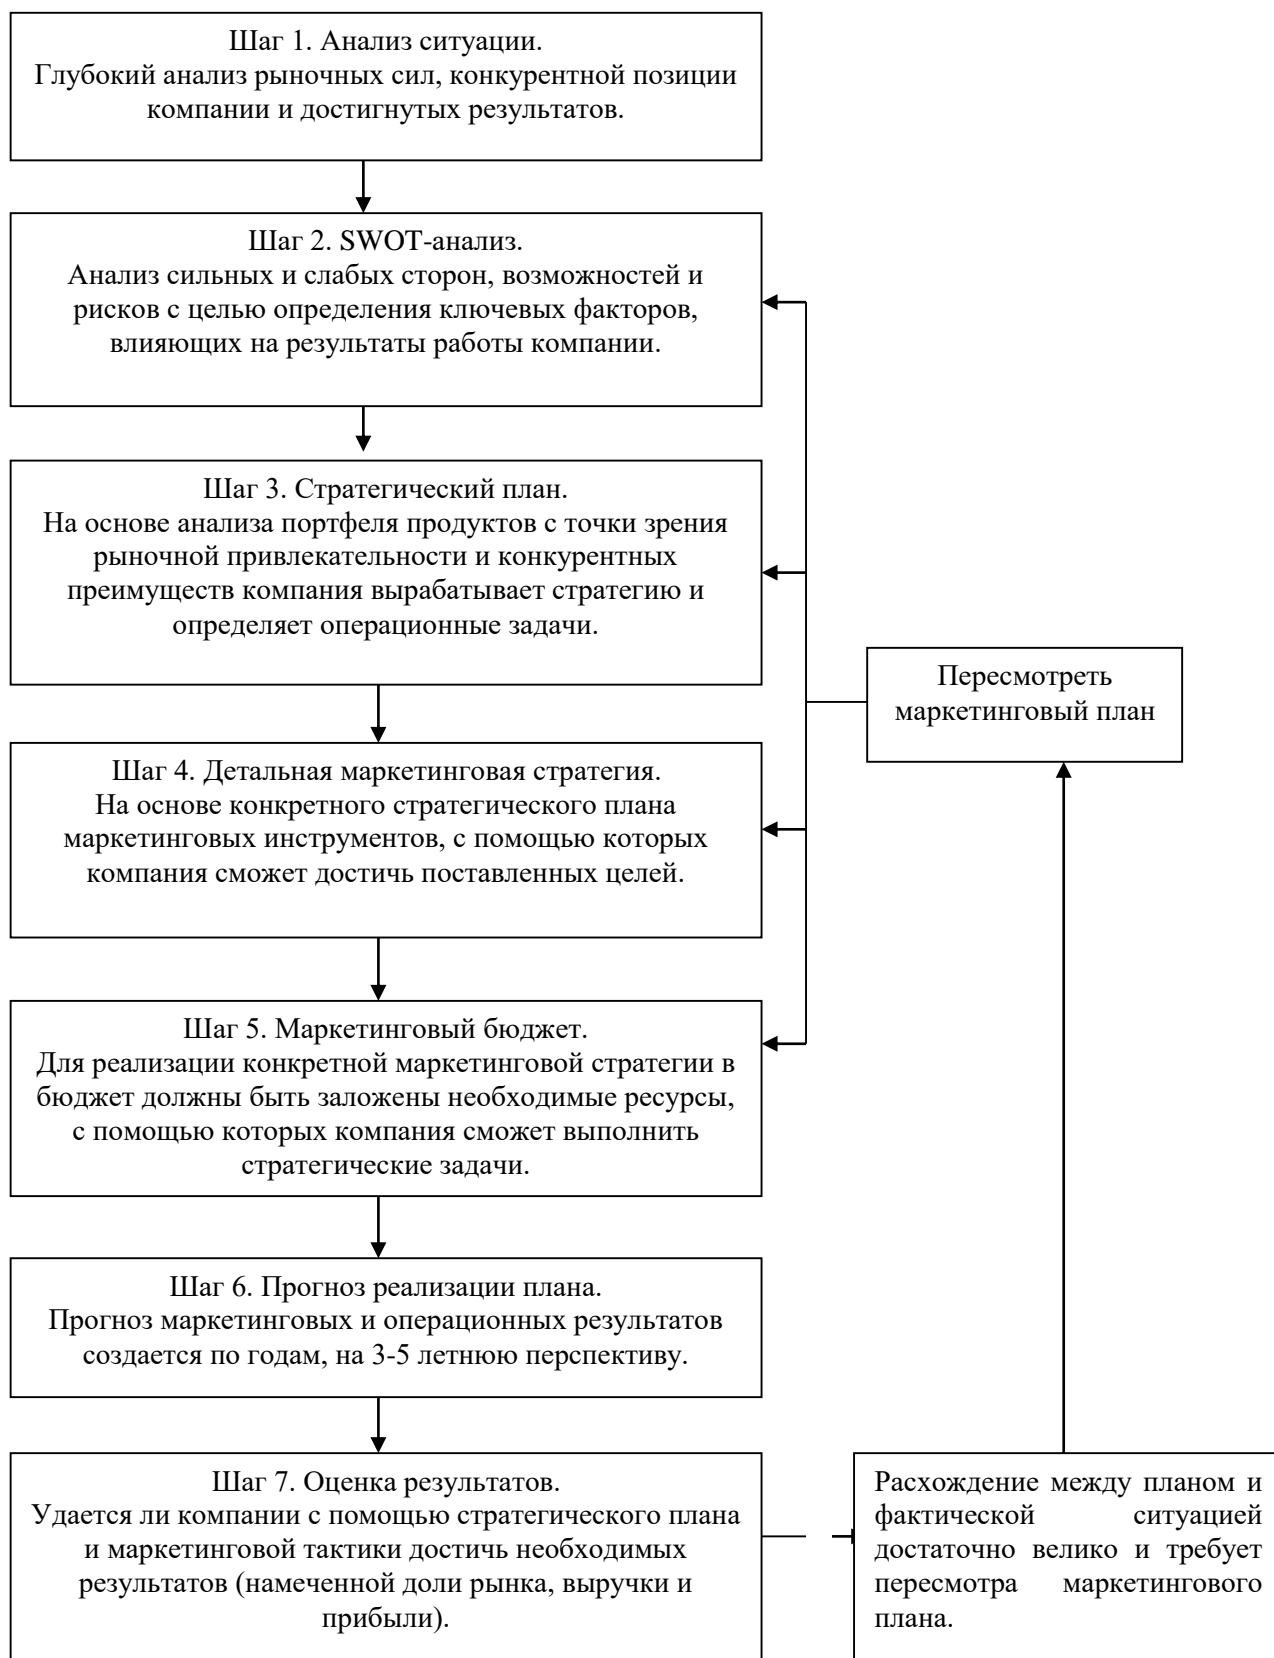 Шаг 1. Анализ ситуации.
Глубокий анализ рыночных сил, конкурентной позиции
компании и достигнутых результатов.
Шаг 2. SWOT-анализ.
Анализ сильных и слабых сторон, возможностей и
рисков с целью определения ключевых факторов,
влияющих на результаты работы компании.
Шаг 3. Стратегический план.
На основе анализа портфеля продуктов с точки зрения
рыночной привлекательности и конкурентных
преимуществ компания вырабатывает стратегию и
определяет операционные задачи.
Пересмотреть
маркетинговый план
Шаг 4. Детальная маркетинговая стратегия.
На основе конкретного стратегического плана
маркетинговых инструментов, с помощью которых
компания сможет достичь поставленных целей.
Шаг 5. Маркетинговый бюджет.
Для реализации конкретной маркетинговой стратегии в
бюджет должны быть заложены необходимые ресурсы,
с помощью которых компания сможет выполнить
стратегические задачи.
Шаг 6. Прогноз реализации плана.
Прогноз маркетинговых и операционных результатов
создается по годам, на 3-5 летнюю перспективу.
Шаг 7. Оценка результатов.
Удается ли компании с помощью стратегического плана
и маркетинговой тактики достичь необходимых
результатов (намеченной доли рынка, выручки и
прибыли).
Расхождение между планом и
фактической ситуацией
достаточно велико и требует
пересмотра маркетингового
плана.